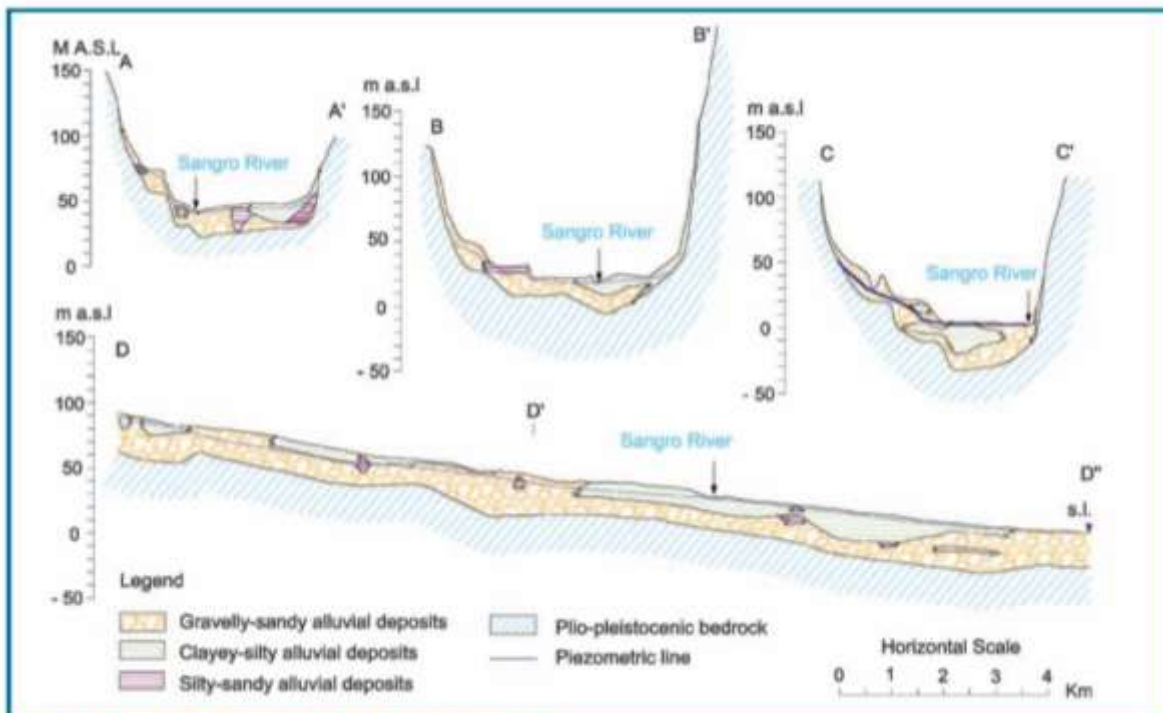 M A.S.L
A
150
100
50
0
A'
Sangro River
m a.s.l
B
150
100
50
0
- 50
B'
Sangro River
m a.s.l
C
150
100
50
0
- 50
C'
Sangro River
m a.s.l
D
150
100
50
0
- 50
D'
Sangro River
D"
s.l.
Legend
Gravelly-sandy alluvial deposits
Clayey-silty alluvial deposits
Silty-sandy alluvial deposits
Plio-pleistocenic bedrock
Piezometric line
Horizontal Scale
0 1 2 3 4
Km